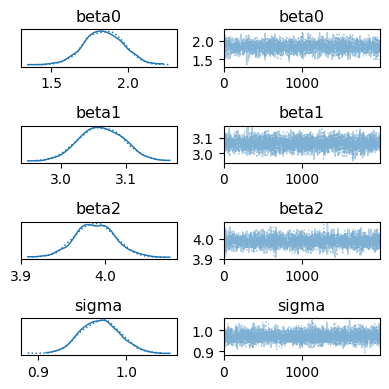 beta0 beta0
2.0
1.5
1.5 2.0 0 1000
beta1 beta1
3.1
3.0
3.0 3.1 0 1000
beta2 beta2
4.0
3.9
3.9 4.0 0 1000
sigma sigma
1.0
0.9
0.9 1.0 0 1000